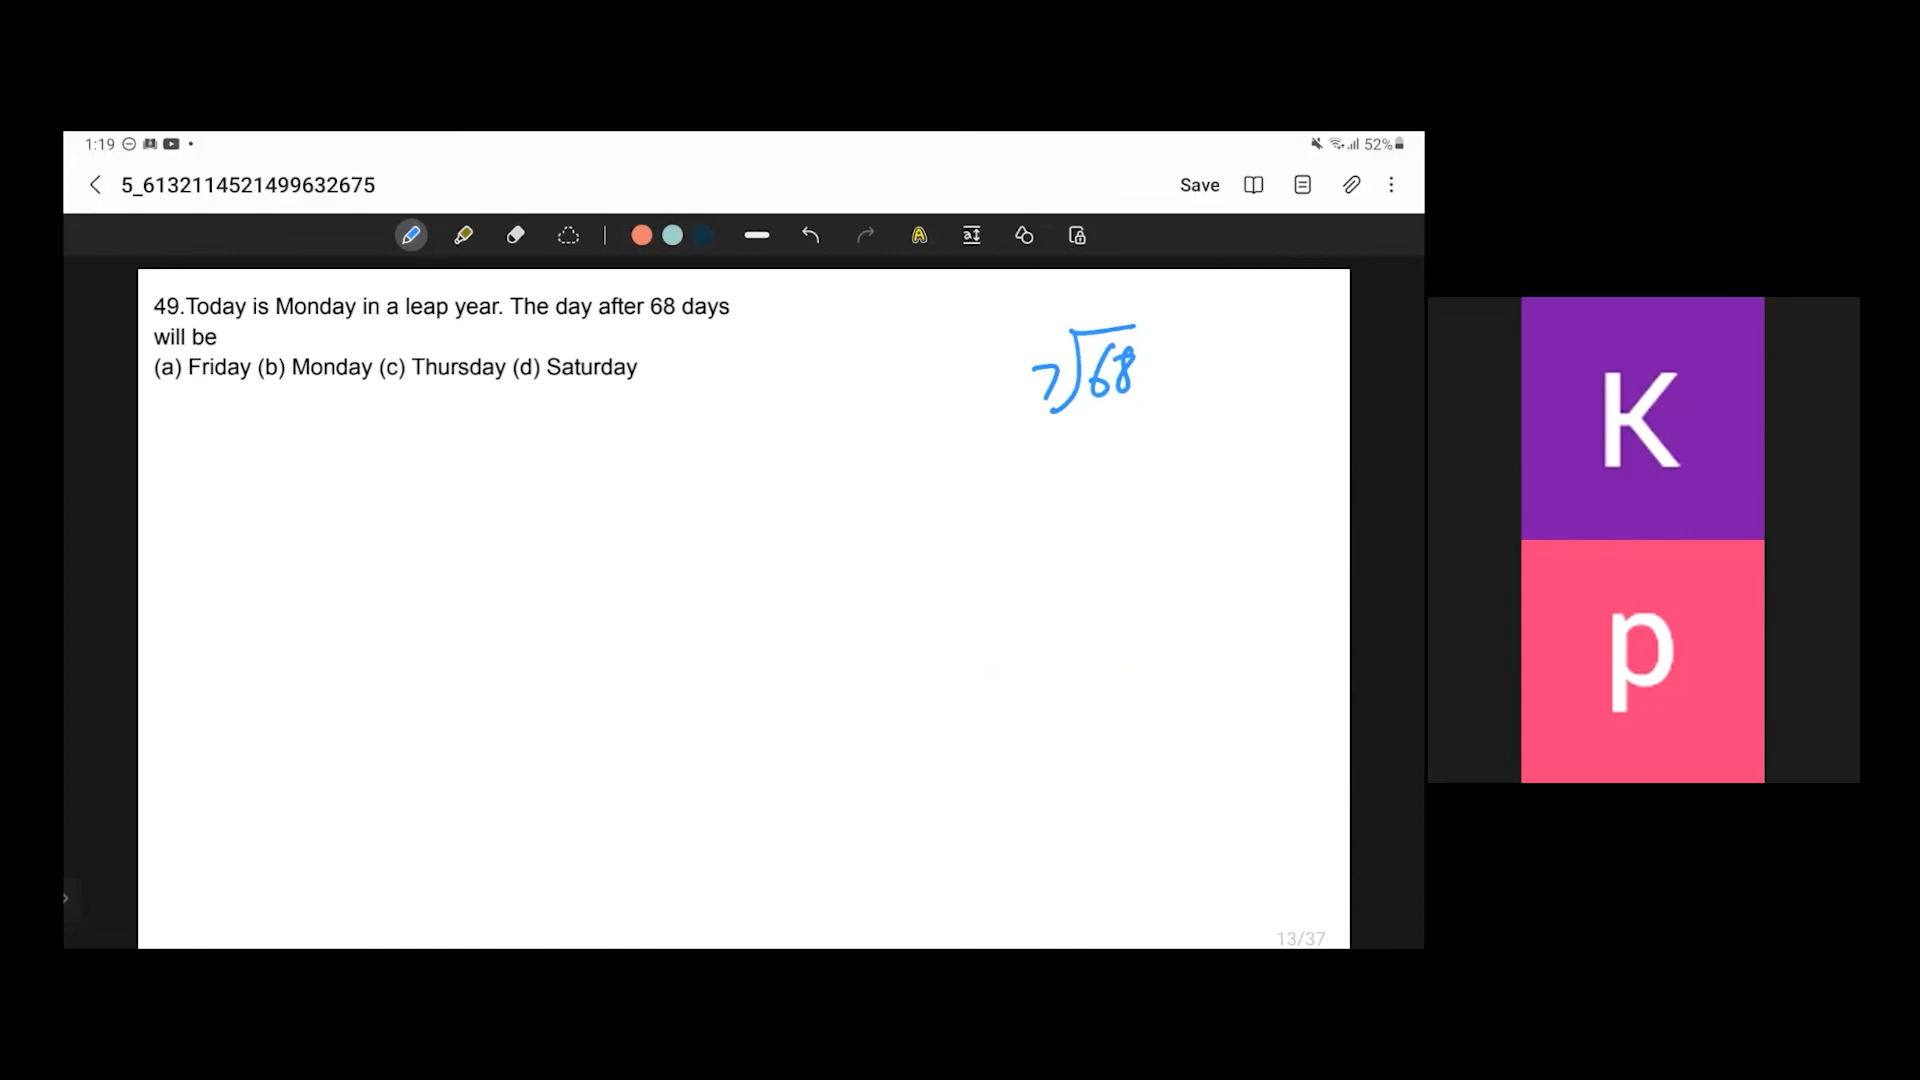 1:19
52%
5_6132114521499632675
Save
49.Today is Monday in a leap year. The day after 68 days
will be
(a) Friday (b) Monday (c) Thursday (d) Saturday
7 68
K
p
13/37